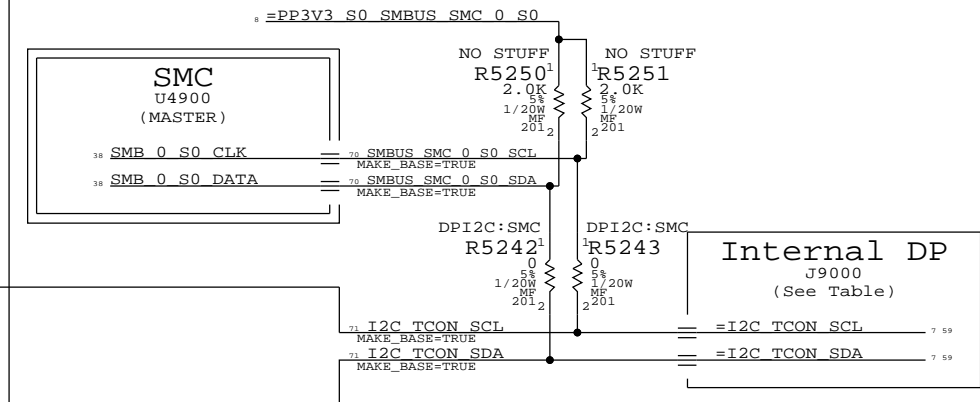 8 =PP3V3_S0_SMBUS_SMC_0_S0
NO STUFF
R5250
1
2.0K
5%
1/20W
MF
201
2
NO STUFF
1
R5251
2.0K
5%
1/20W
MF
201
2
SMC
U4900
(MASTER)
38 SMB_0_S0_CLK
70 SMBUS_SMC_0_S0_SCL
MAKE_BASE=TRUE
38 SMB_0_S0_DATA
70 SMBUS_SMC_0_S0_SDA
MAKE_BASE=TRUE
DPI2C:SMC
R5242
1
0
5%
1/20W
MF
201
2
DPI2C:SMC
1
R5243
0
5%
1/20W
MF
201
2
Internal DP
J9000
(See Table)
71 I2C_TCON_SCL
MAKE_BASE=TRUE
=I2C_TCON_SCL 7 59
71 I2C_TCON_SDA
MAKE_BASE=TRUE
=I2C_TCON_SDA 7 59